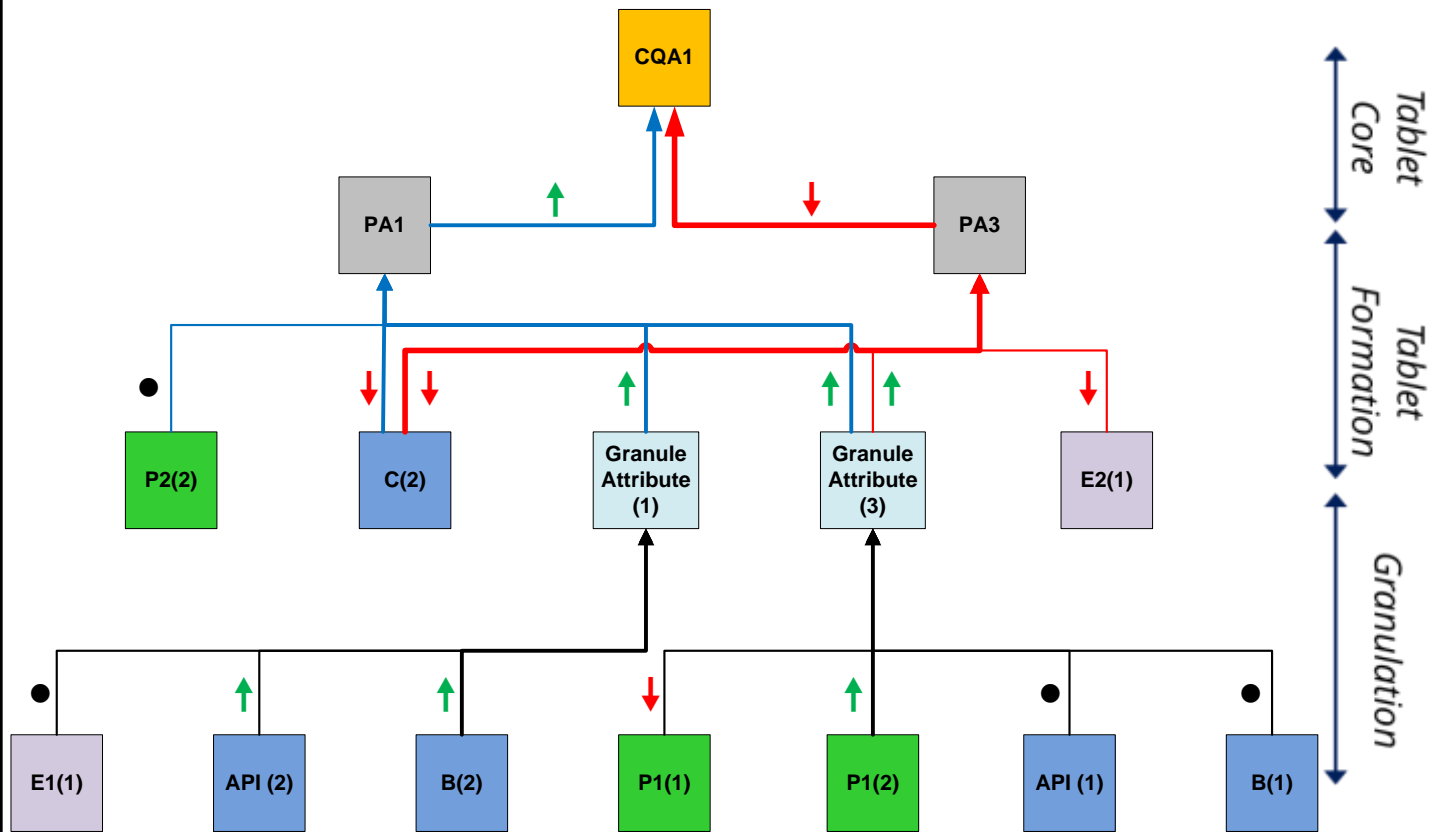 CQA1
Tablet
Core
PA1
PA3
Tablet
Formation
P2(2)
C(2)
Granule
Attribute
(1)
Granule
Attribute
(3)
E2(1)
Granulation
E1(1)
API (2)
B(2)
P1(1)
P1(2)
API (1)
B(1)